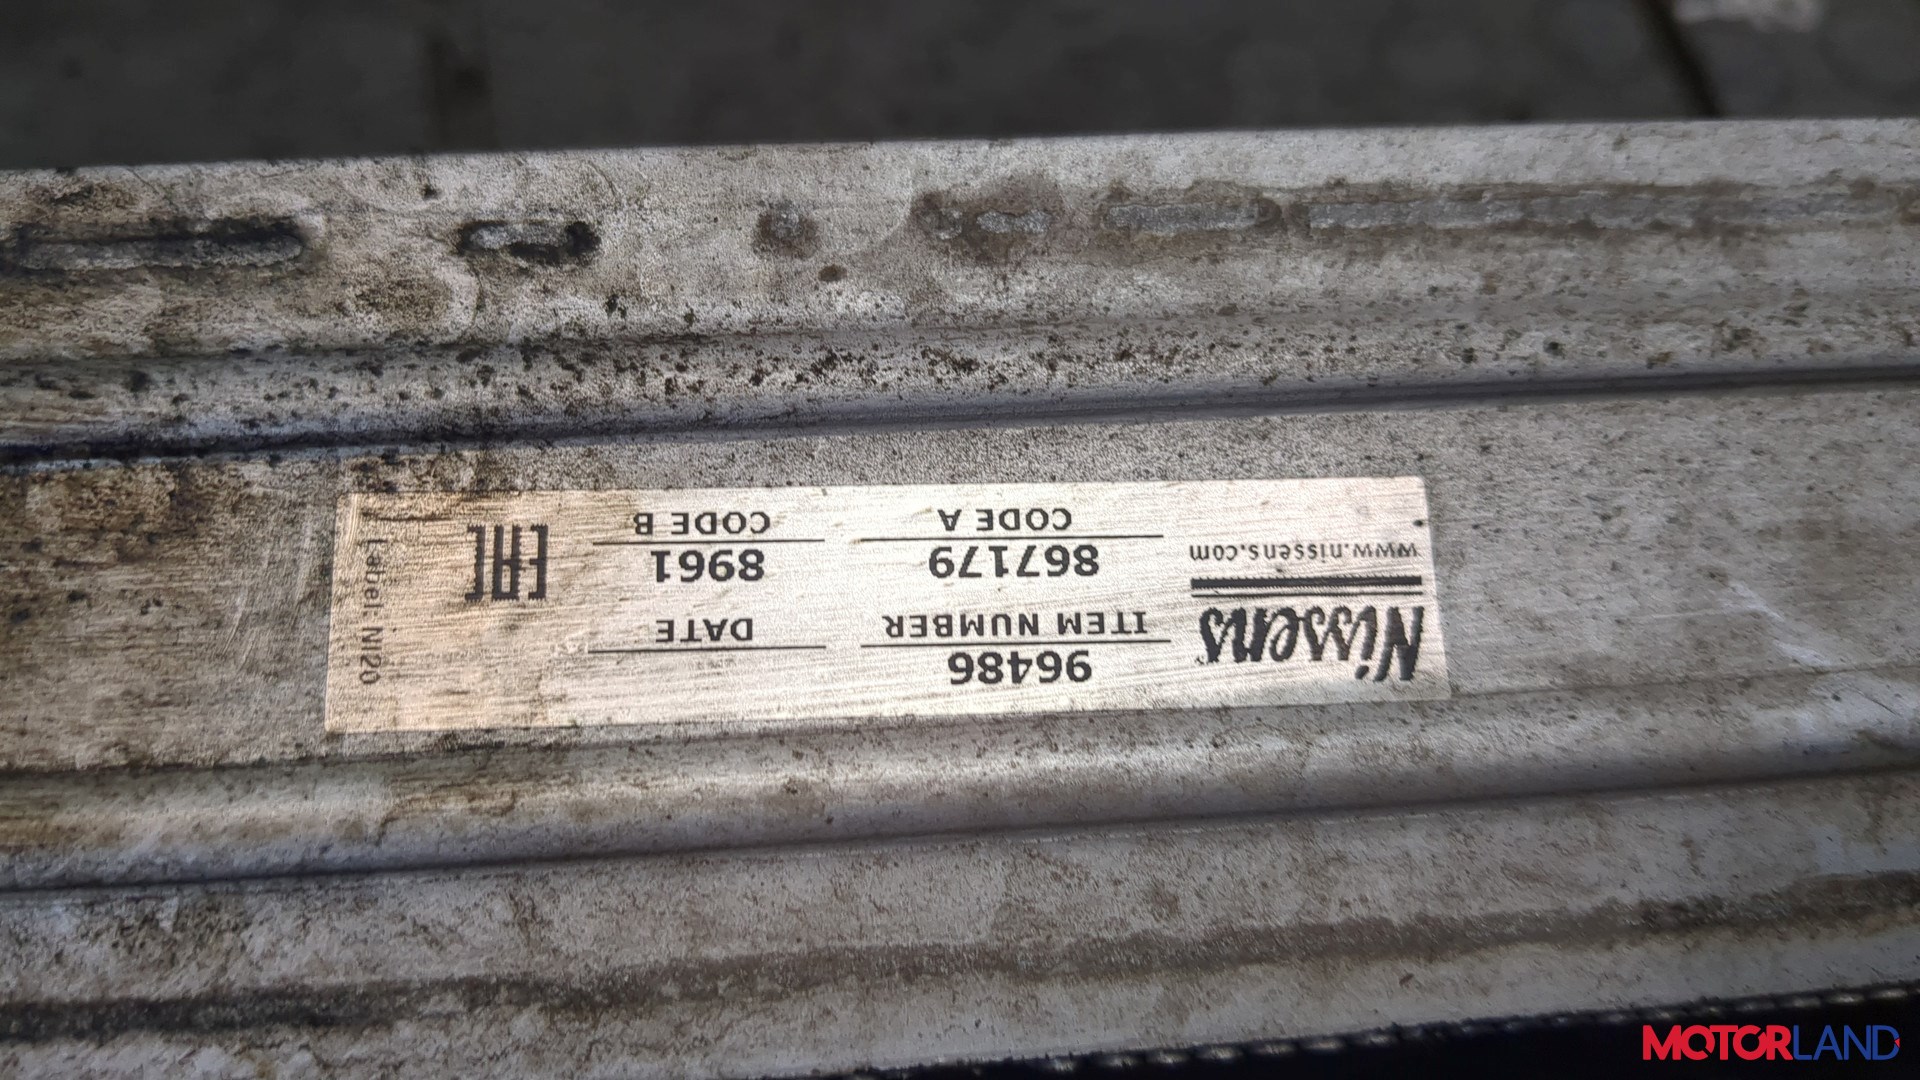 Nissens
www.nissens.com
96486
ITEM NUMBER
867179
CODE A
DATE
8961
CODE B
EAC
Label: NI20
MOTORLAND